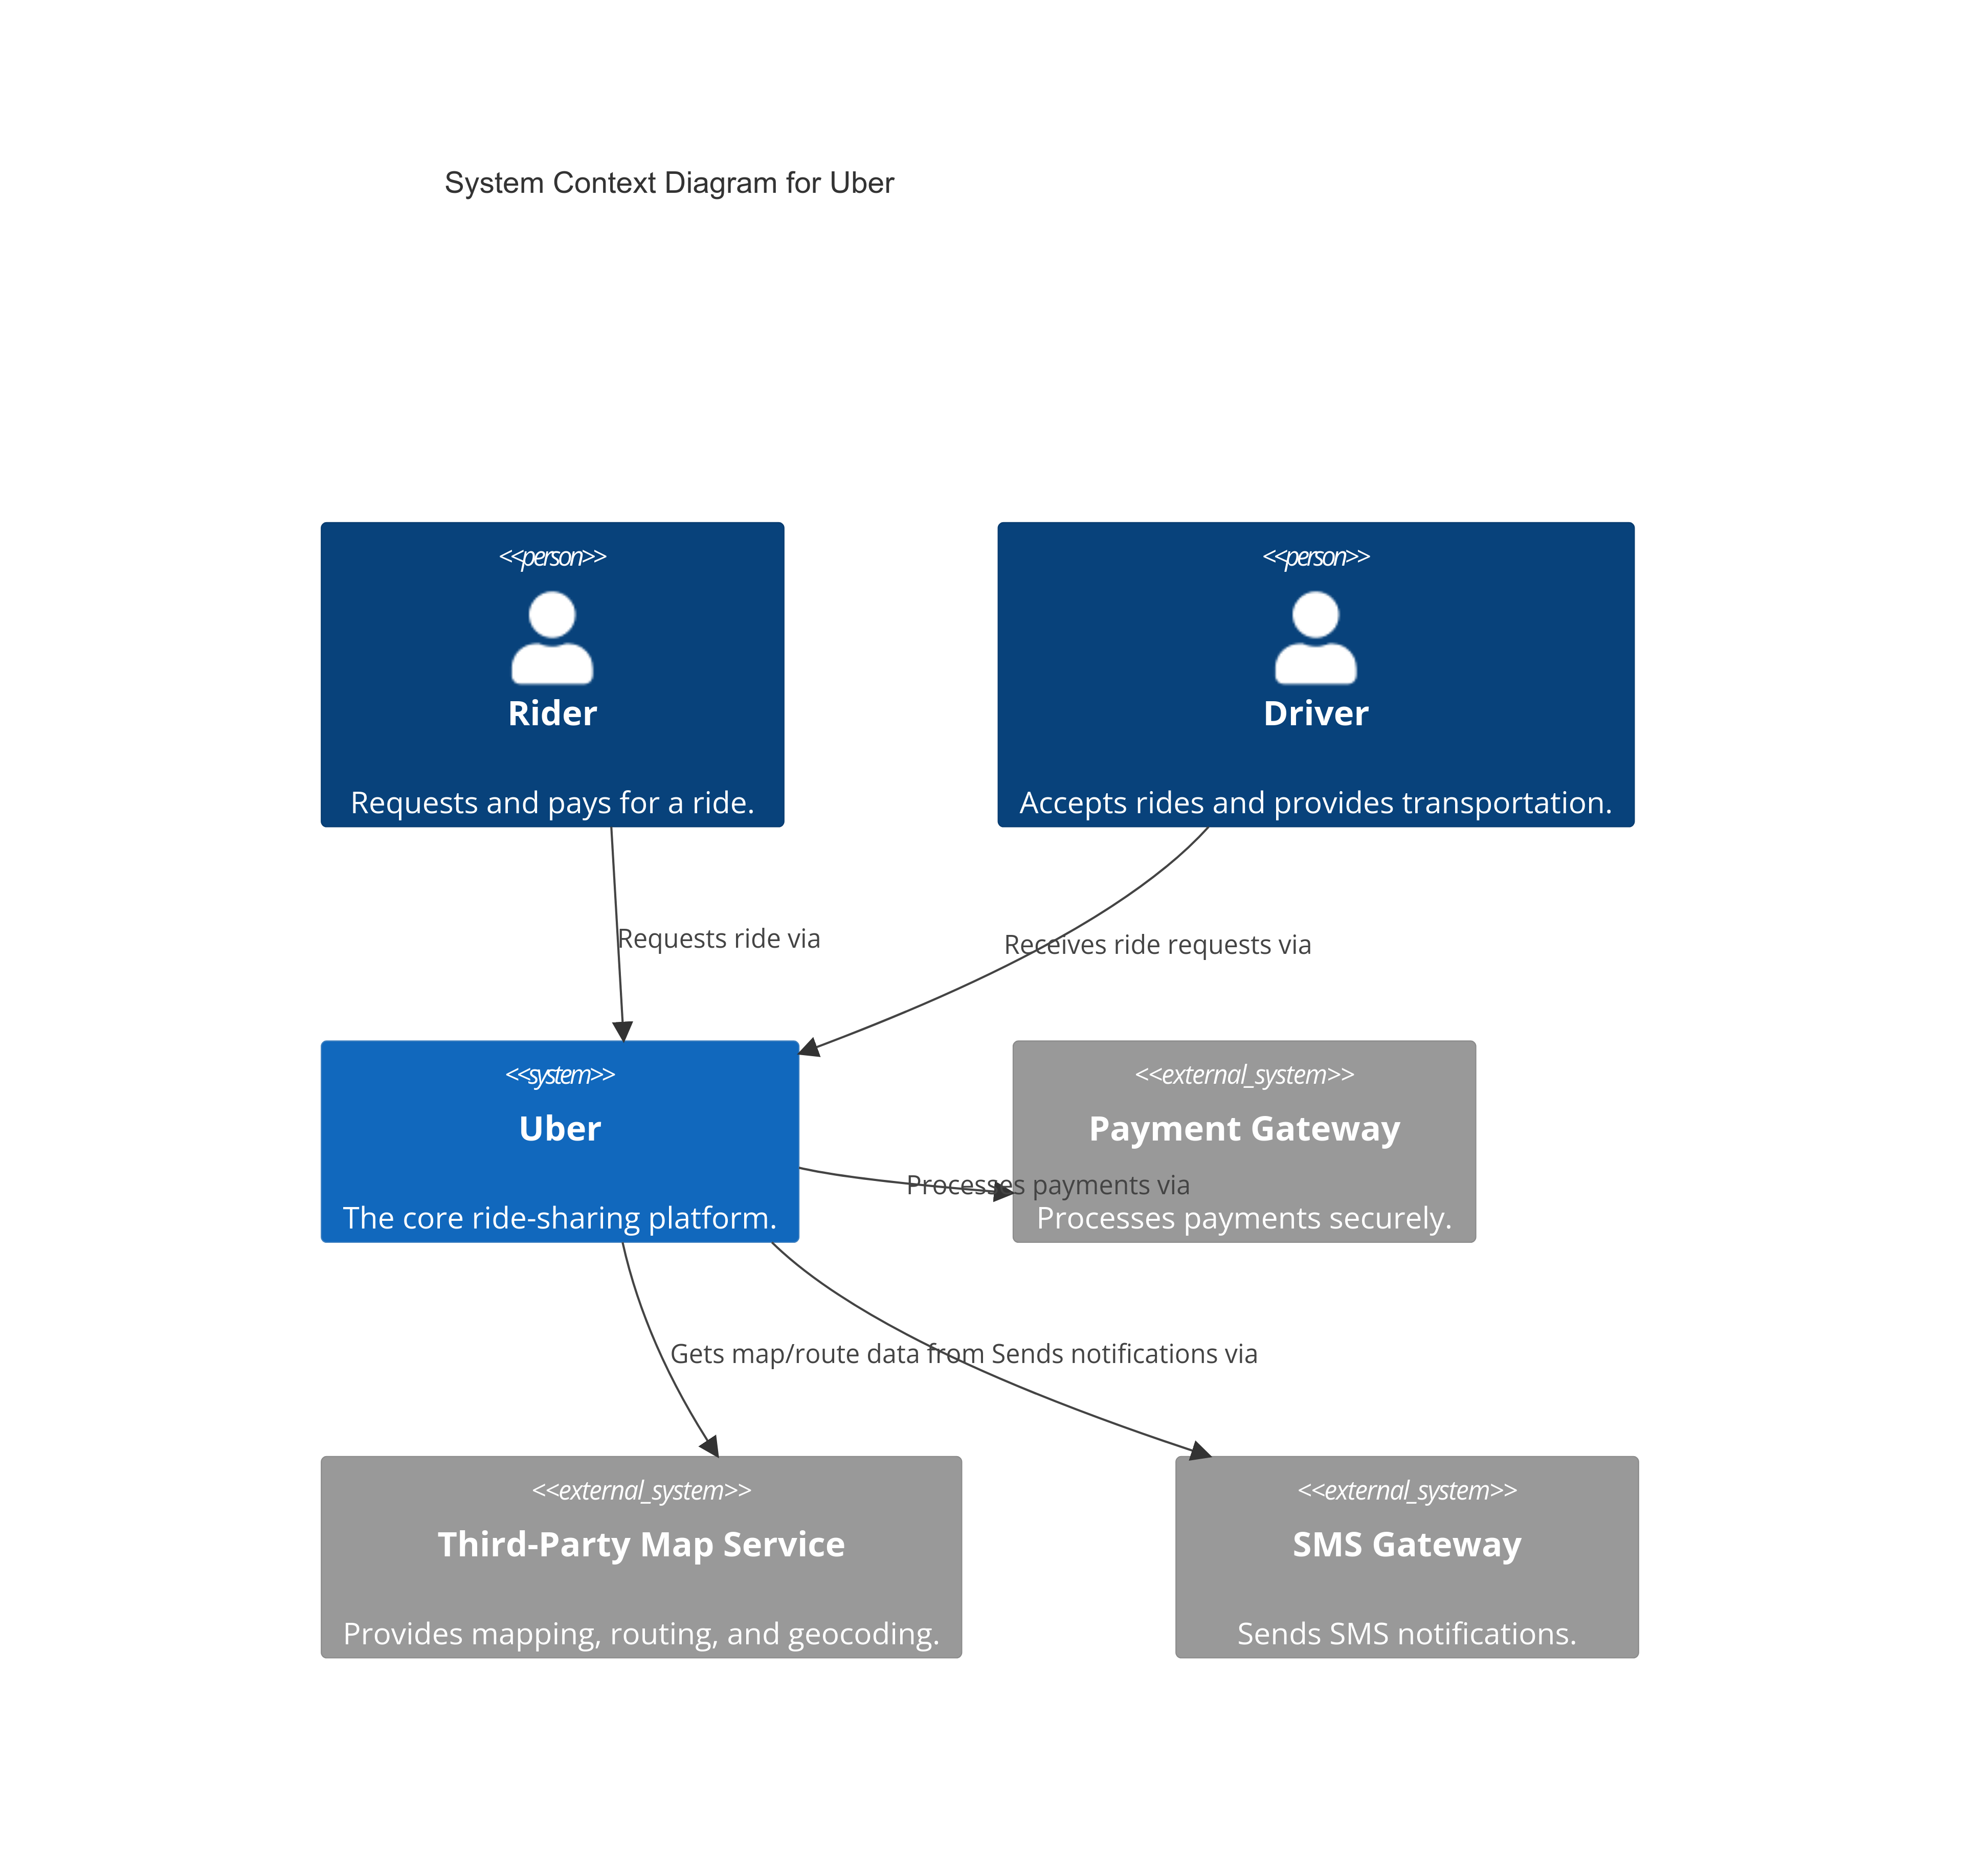 System Context Diagram for Uber
<<person>>
Rider
Requests and pays for a ride.
<<person>>
Driver
Accepts rides and provides transportation.
Requests ride via
Receives ride requests via
<<system>>
Uber
The core ride-sharing platform.
Processes payments via
<<external_system>>
Payment Gateway
Processes payments securely.
Gets map/route data from
Sends notifications via
<<external_system>>
Third-Party Map Service
Provides mapping, routing, and geocoding.
<<external_system>>
SMS Gateway
Sends SMS notifications.